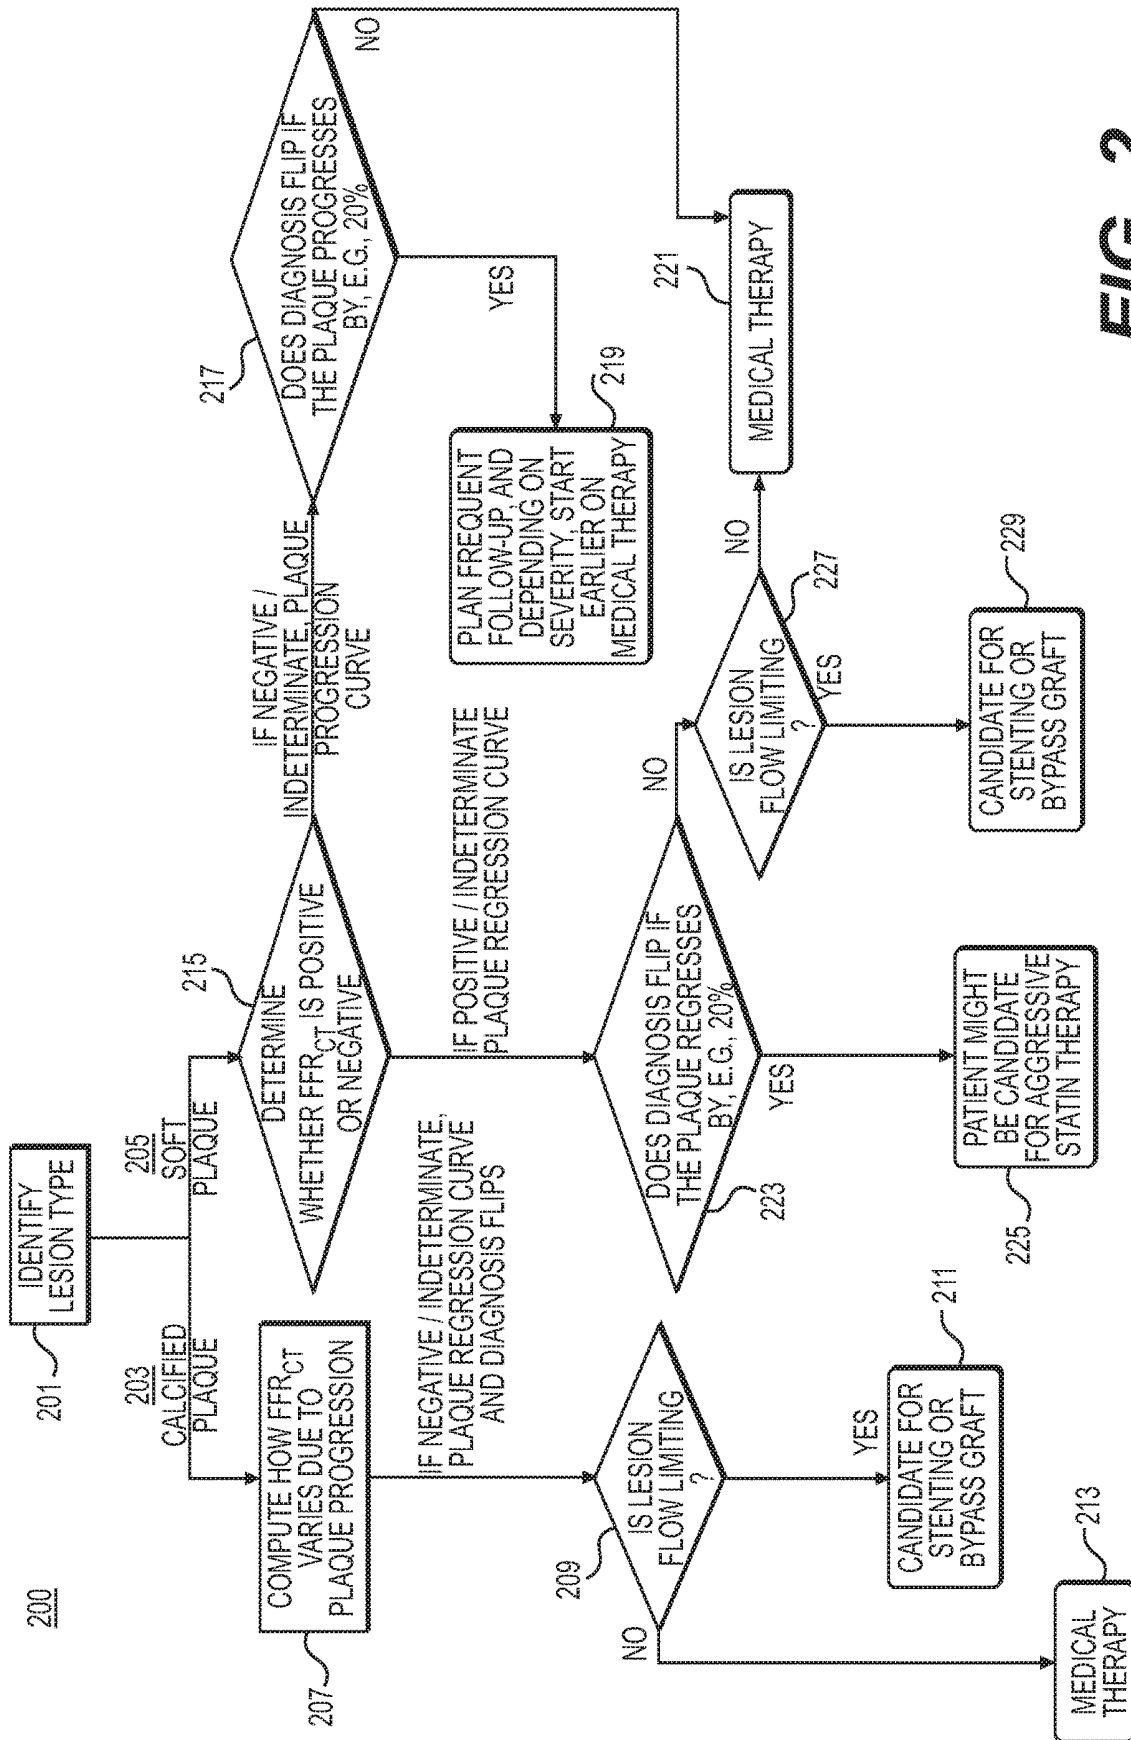 200
201
IDENTIFY
LESION TYPE
203
CALCIFIED
PLAQUE
205
SOFT
PLAQUE
207
COMPUTE HOW FFRCT
VARIES DUE TO
PLAQUE PROGRESSION
215
DETERMINE
WHETHER FFRCT IS POSITIVE
OR NEGATIVE
IF NEGATIVE /
INDETERMINATE, PLAQUE
PROGRESSION
CURVE
217
DOES DIAGNOSIS FLIP IF
THE PLAQUE PROGRESSES
BY, E.G., 20%
NO
YES
IF NEGATIVE / INDETERMINATE,
PLAQUE REGRESSION CURVE
AND DIAGNOSIS FLIPS
IF POSITIVE / INDETERMINATE
PLAQUE REGRESSION CURVE
PLAN FREQUENT
FOLLOW-UP, AND
DEPENDING ON
SEVERITY, START
EARLIER ON
MEDICAL THERAPY
219
209
IS LESION
FLOW LIMITING
?
NO
YES
223
DOES DIAGNOSIS FLIP IF
THE PLAQUE REGRESSES
BY, E.G., 20%
NO
YES
IS LESION
FLOW LIMITING
?
227
NO
YES
221
MEDICAL THERAPY
211
CANDIDATE FOR
STENTING OR
BYPASS GRAFT
225
PATIENT MIGHT
BE CANDIDATE
FOR AGGRESSIVE
STATIN THERAPY
229
CANDIDATE FOR
STENTING OR
BYPASS GRAFT
213
MEDICAL
THERAPY
FIG. 2